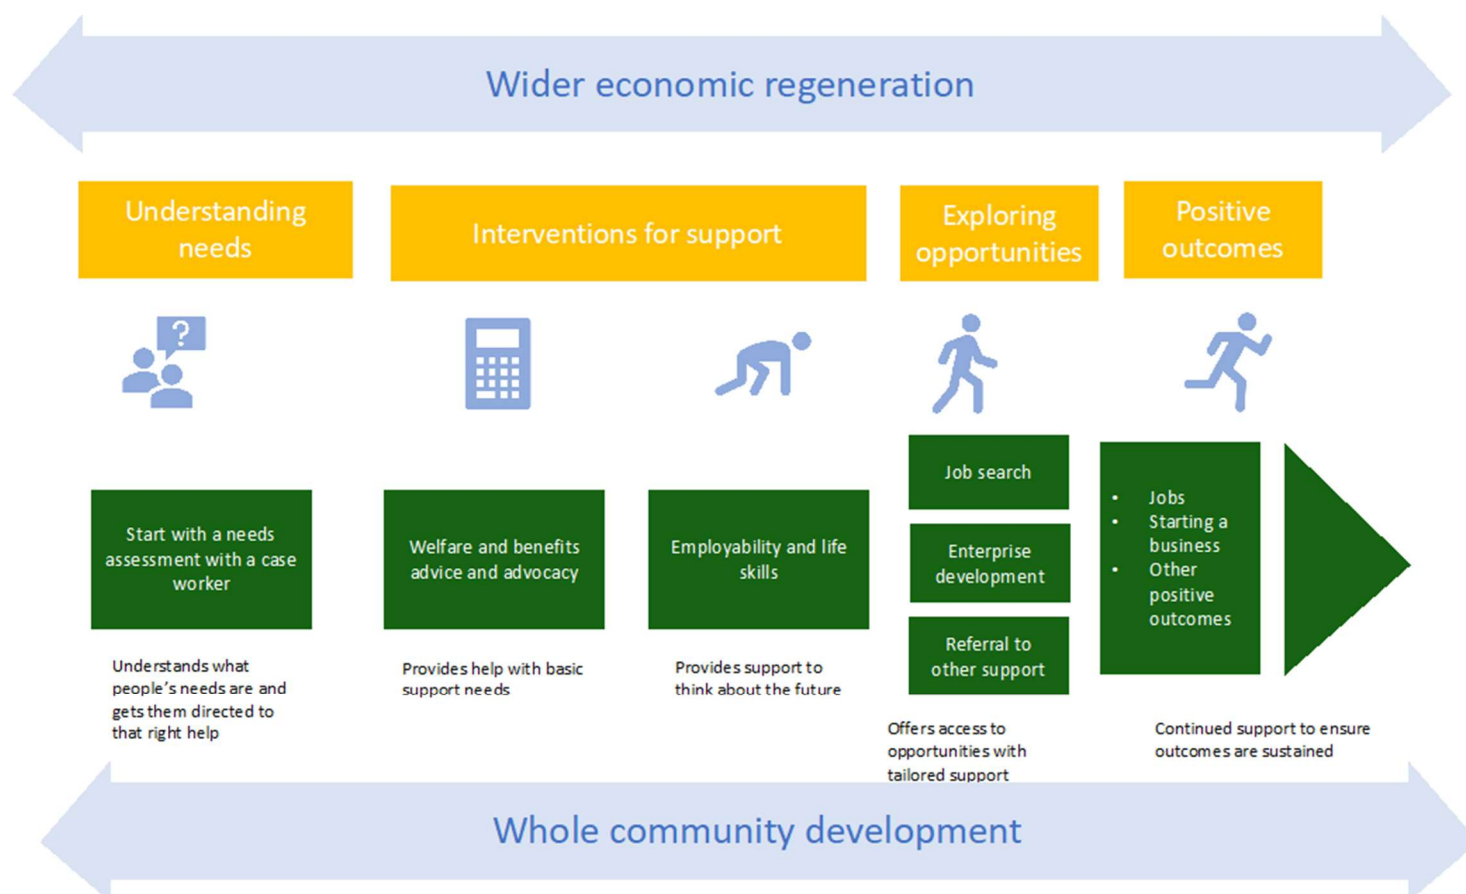 Wider economic regeneration
Understanding
needs
Interventions for support
Exploring
opportunities
Positive
outcomes
?
Start with a needs
assessment with a case
worker
Welfare and benefits
advice and advocacy
Employability and life
skills
Job search
Enterprise
development
Referral to
other support
• Jobs
• Starting a
business
• Other
positive
outcomes
Understands what
people's needs are and
gets them directed to
that right help
Provides help with basic
support needs
Provides support to
think about the future
Offers access to
opportunities with
tailored support
Continued support to ensure
outcomes are sustained
Whole community development